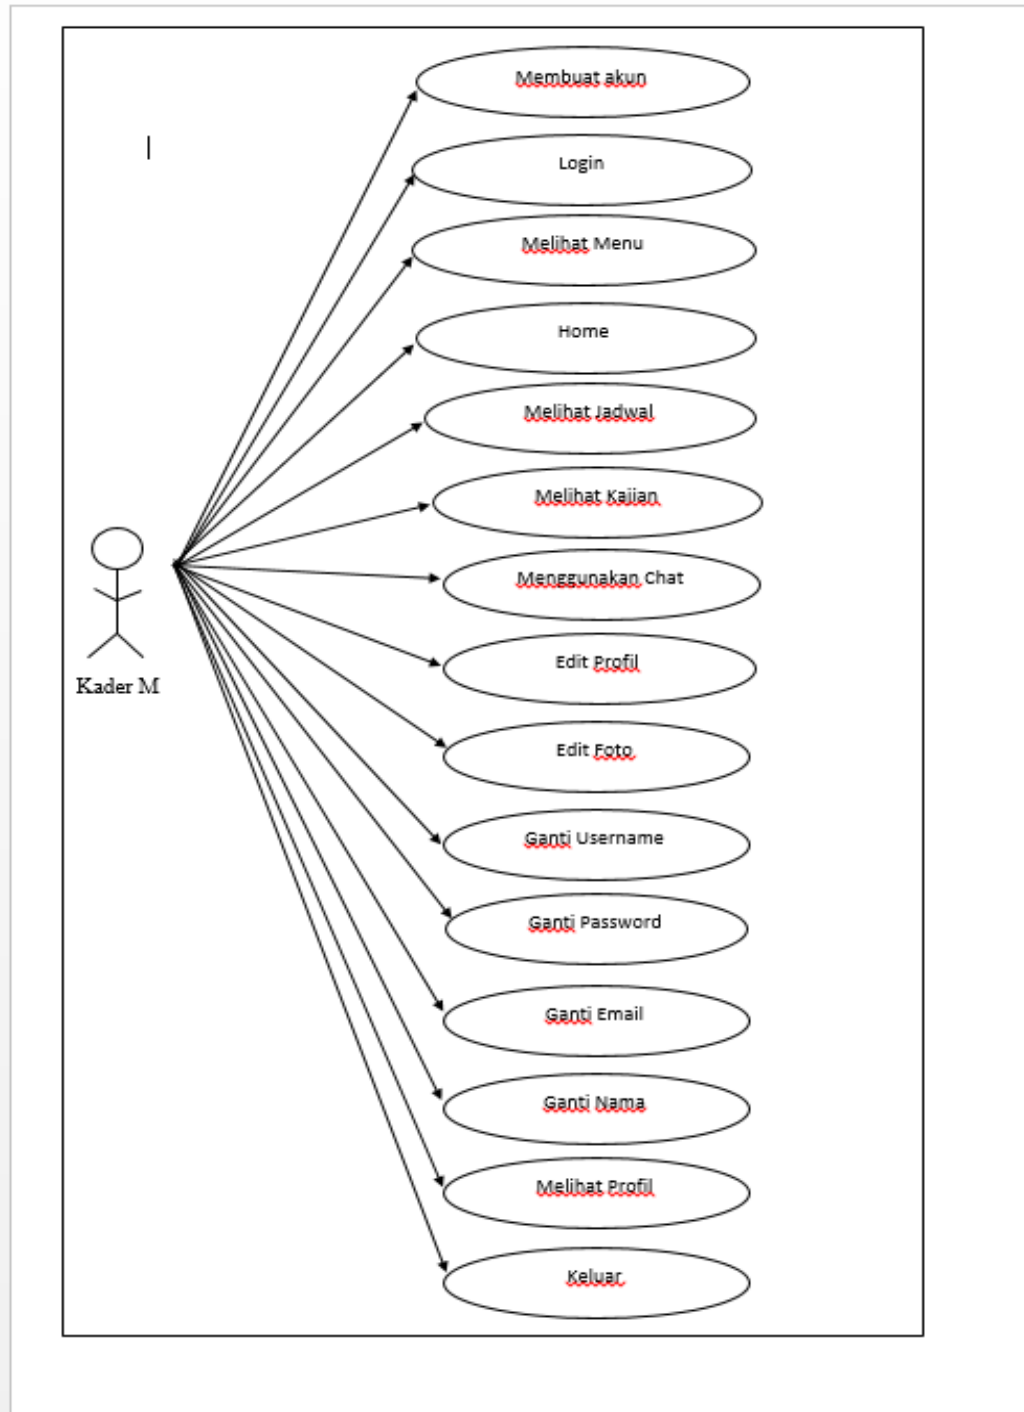 Membuat akun
Login
Melihat Menu
Home
Melihat Jadwal
Melihat Kajian
Menggunakan Chat
Edit Profil
Kader M
Edit Foto
Ganti Username
Ganti Password
Ganti Email
Ganti Nama
Melihat Profil
Keluar